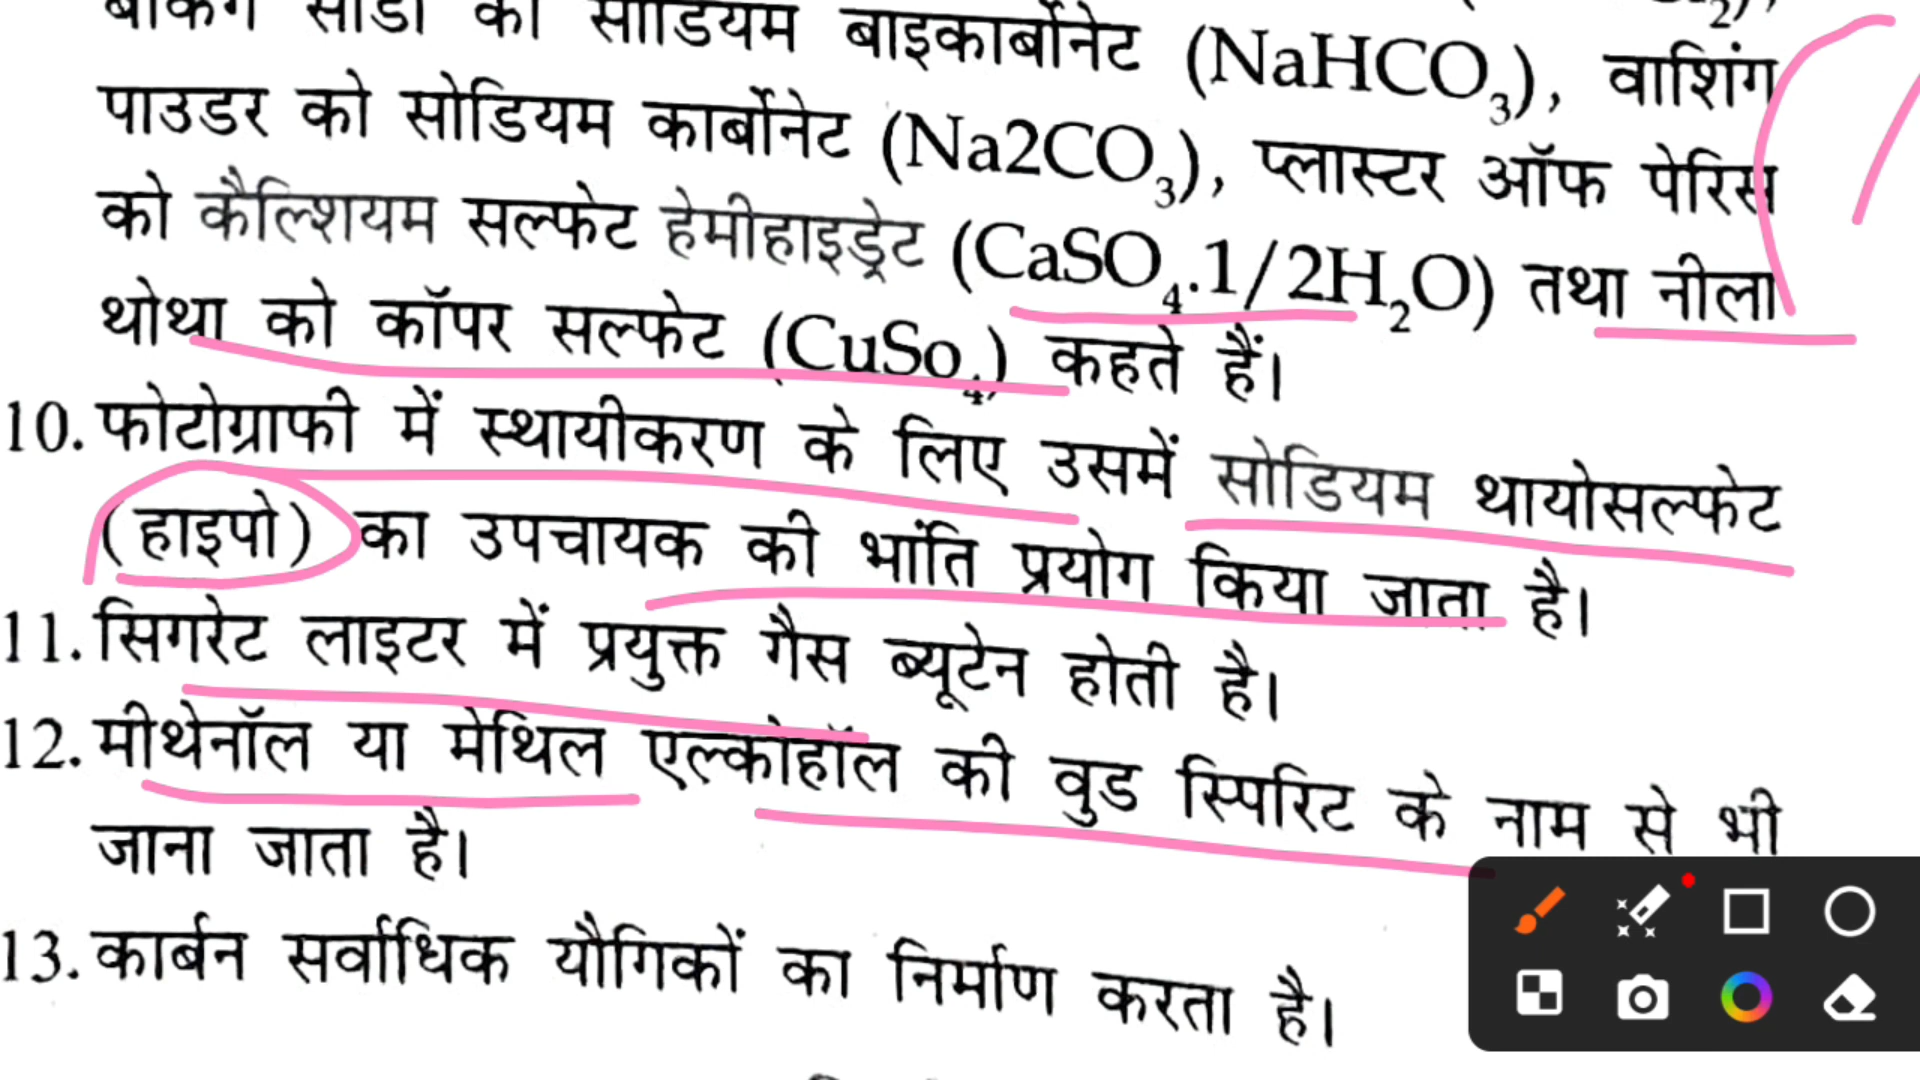 बेकिंग सोडा को सोडियम बाइकार्बोनेट (NaHCO₃), वाशिंग
पाउडर को सोडियम कार्बोनेट (Na2CO₃), प्लास्टर ऑफ पेरिस
को कैल्शियम सल्फेट हेमीहाइड्रेट (CaSO₄.1/2H₂O) तथा नीला
थोथा को कॉपर सल्फेट (CuSo₄) कहते हैं।
10. फोटोग्राफी में स्थायीकरण के लिए उसमें सोडियम थायोसल्फेट
(हाइपो) का उपचायक की भांति प्रयोग किया जाता है।
11. सिगरेट लाइटर में प्रयुक्त गैस ब्यूटेन होती है।
12. मीथेनॉल या मेथिल एल्कोहॉल की वुड स्पिरिट के नाम से भी
जाना जाता है।
13. कार्बन सर्वाधिक यौगिकों का निर्माण करता है।